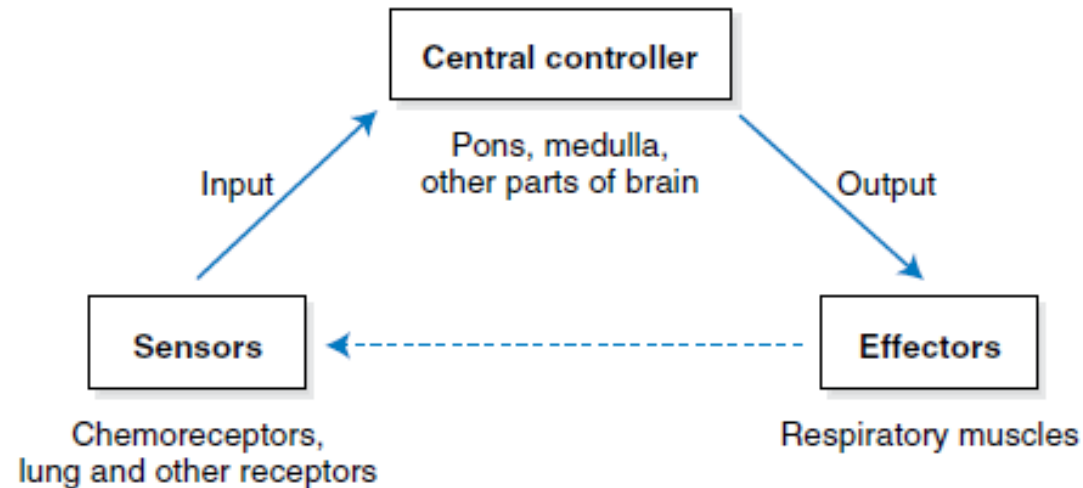 Central controller
Pons, medulla,
other parts of brain
Input
Output
Sensors
Effectors
Chemoreceptors,
lung and other receptors
Respiratory muscles